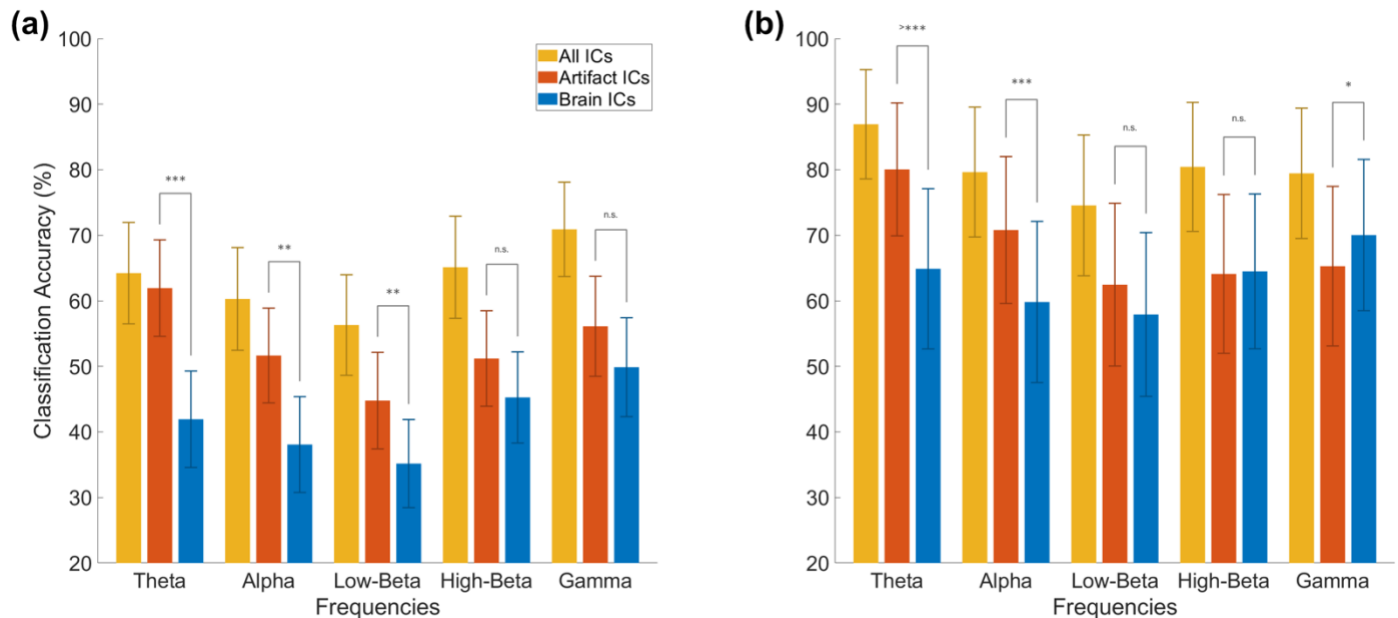 (a)
100
90
80
70
60
50
40
30
20
Classification Accuracy (%)
All ICs
Artifact ICs
Brain ICs
***
**
**
n.s.
n.s.
Theta Alpha Low-Beta High-Beta Gamma
Frequencies
(b)
100
90
80
70
60
50
40
30
20
>***
***
n.s.
n.s.
*
Theta Alpha Low-Beta High-Beta Gamma
Frequencies